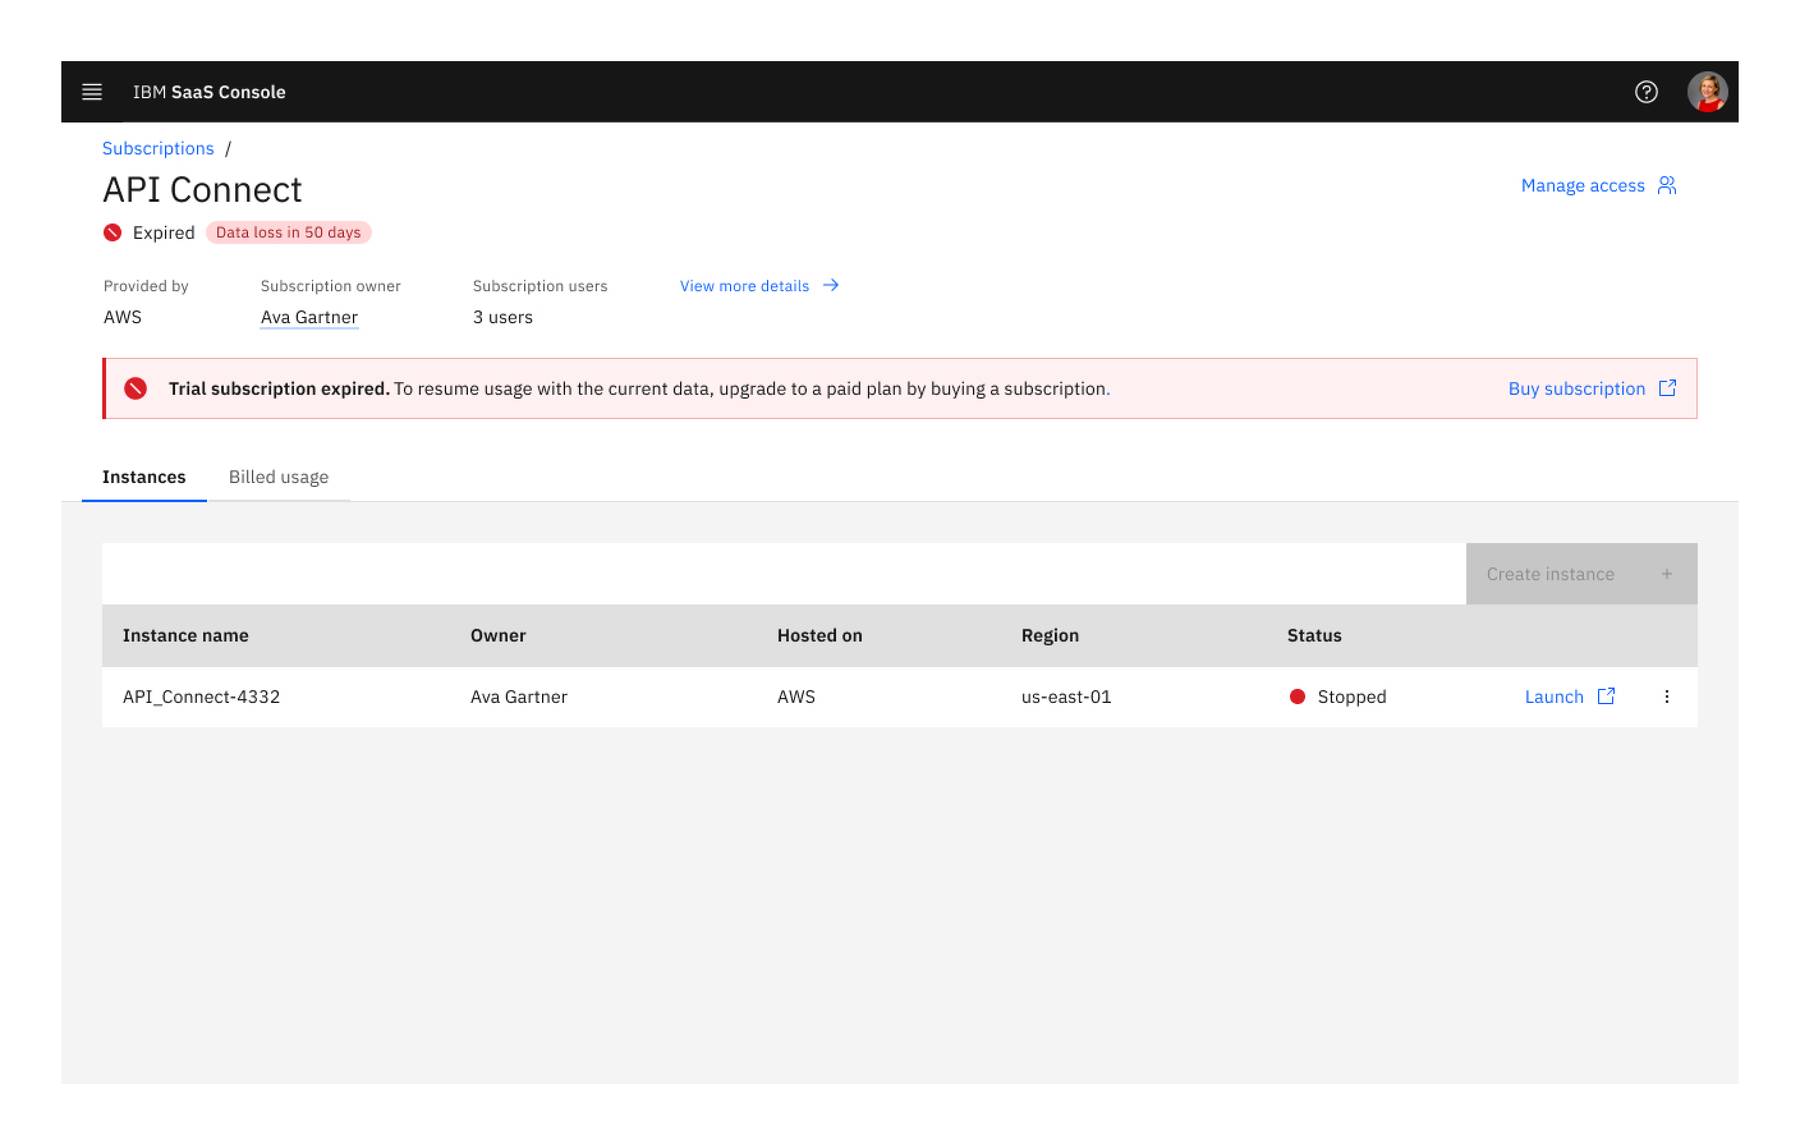 IBM SaaS Console
Subscriptions /
API Connect
Manage access
Expired Data loss in 50 days
Provided by Subscription owner Subscription users View more details
AWS Ava Gartner 3 users
Trial subscription expired. To resume usage with the current data, upgrade to a paid plan by buying a subscription. Buy subscription
Instances Billed usage
Create instance +
Instance name Owner Hosted on Region Status
API_Connect-4332 Ava Gartner AWS us-east-01 Stopped Launch